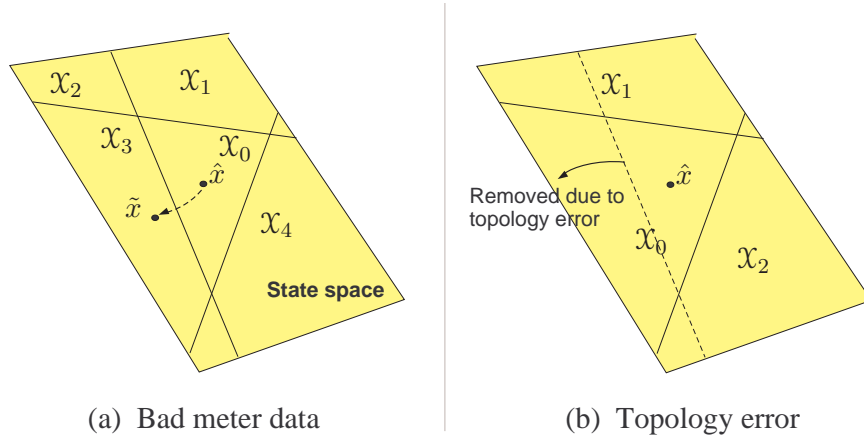 𝒳₂
𝒳₁
𝒳₃
𝒳₀
x̂
x̃
𝒳₄
State space
(a) Bad meter data
𝒳₁
x̂
Removed due to
topology error
𝒳₀
𝒳₂
(b) Topology error